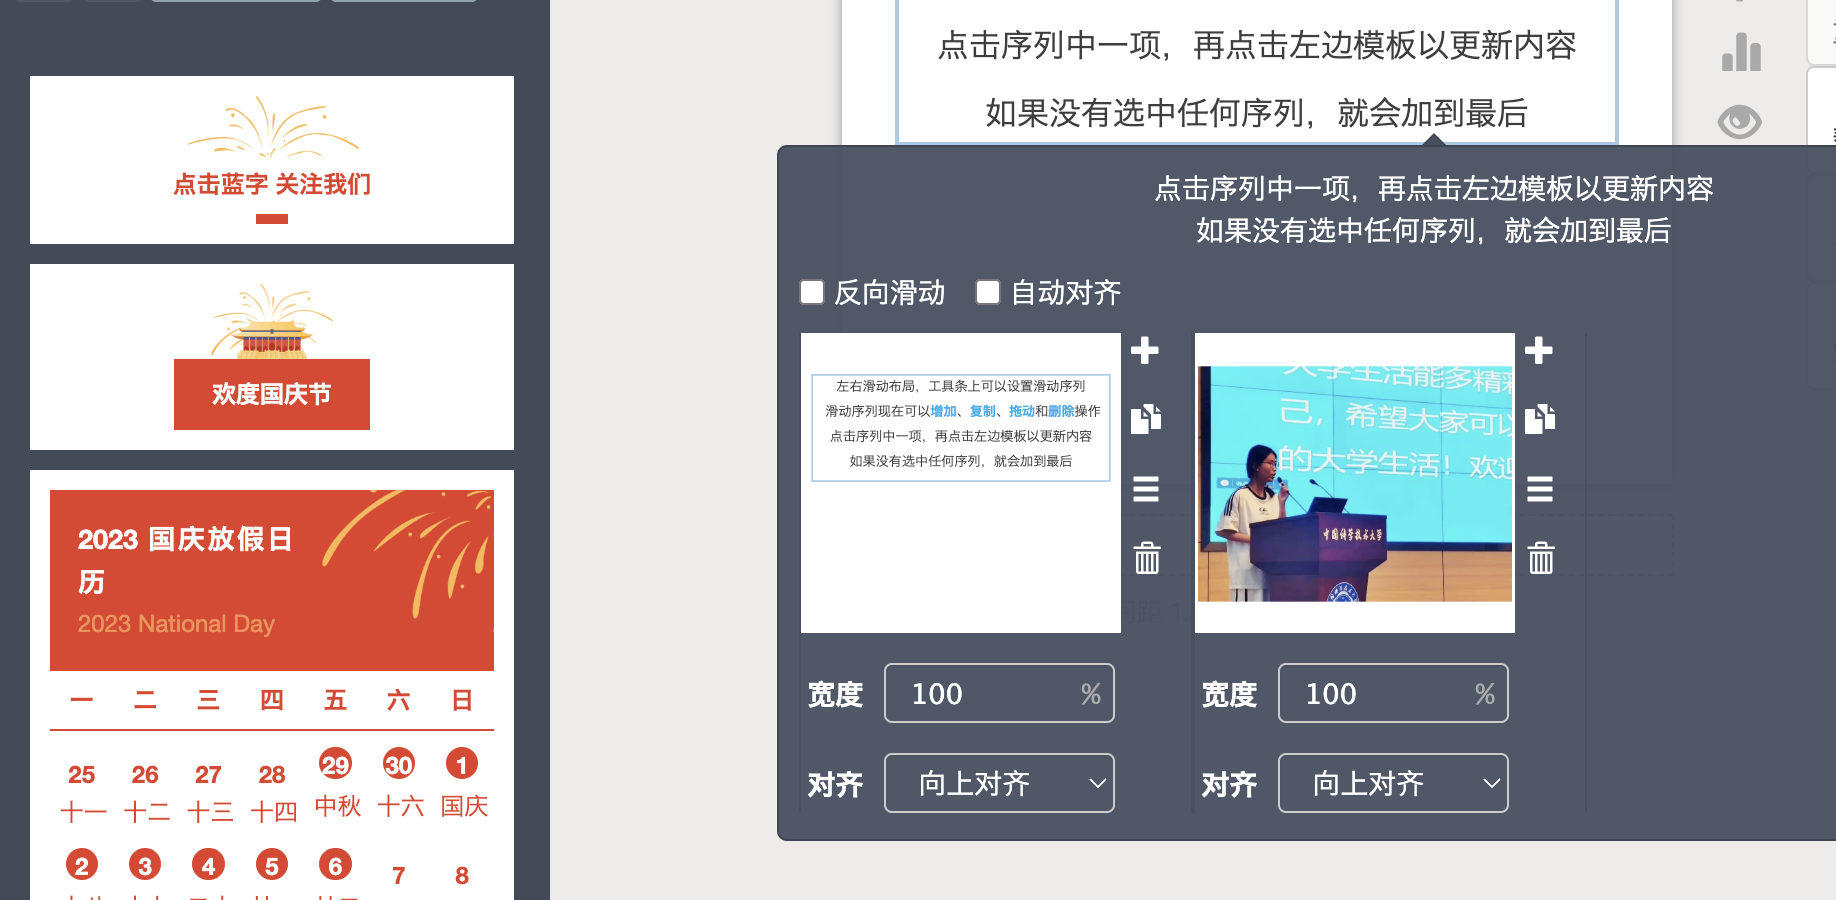 点击蓝字 关注我们
欢度国庆节
2023 国庆放假日
历
2023 National Day
一 二 三 四 五 六 日
25 26 27 28 29 30 1
十一 十二 十三 十四 中秋 十六 国庆
2 3 4 5 6 7 8
点击序列中一项，再点击左边模板以更新内容
如果没有选中任何序列，就会加到最后
点击序列中一项，再点击左边模板以更新内容
如果没有选中任何序列，就会加到最后
反向滑动 自动对齐
左右滑动布局，工具条上可以设置滑动序列
滑动序列现在可以增加、复制、拖动和删除操作
点击序列中一项，再点击左边模板以更新内容
如果没有选中任何序列，就会加到最后
大学生活能多精彩
己，希望大家可以
的大学生活！欢迎
中国科学技术大学
宽度 100 %
宽度 100 %
对齐 向上对齐
对齐 向上对齐